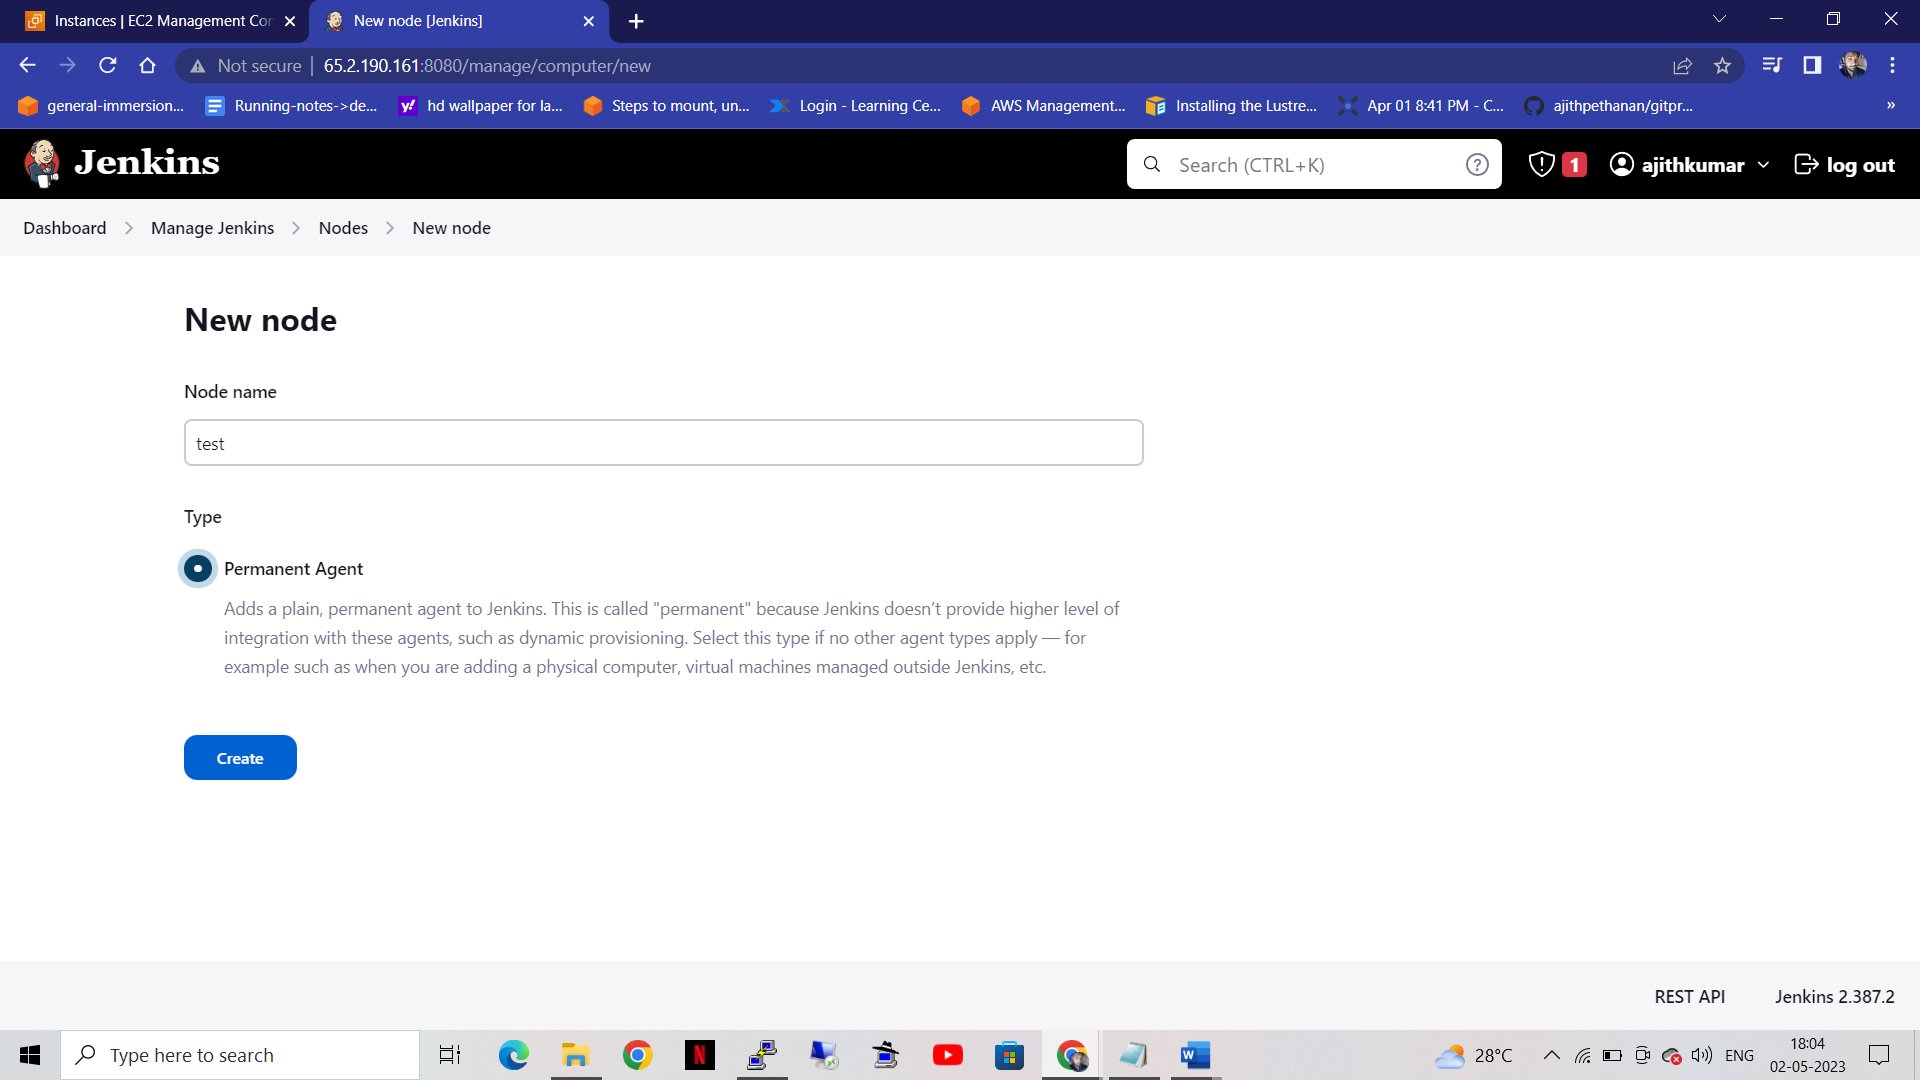 Instances | EC2 Management Con
New node [Jenkins]
Not secure
65.2.190.161:8080/manage/computer/new
general-immersion...
Running-notes->de...
y!
hd wallpaper for la...
Steps to mount, un...
Login - Learning Ce...
AWS Management...
Installing the Lustre...
Apr 01 8:41 PM - C...
ajithpethanan/gitpr...
»
Jenkins
Search (CTRL+K)
?
1
ajithkumar
log out
Dashboard
Manage Jenkins
Nodes
New node
New node
Node name
test
Type
Permanent Agent
Adds a plain, permanent agent to Jenkins. This is called "permanent" because Jenkins doesn’t provide higher level of
integration with these agents, such as dynamic provisioning. Select this type if no other agent types apply — for
example such as when you are adding a physical computer, virtual machines managed outside Jenkins, etc.
Create
REST API
Jenkins 2.387.2
Type here to search
N
W
28°C
ENG
18:04
02-05-2023